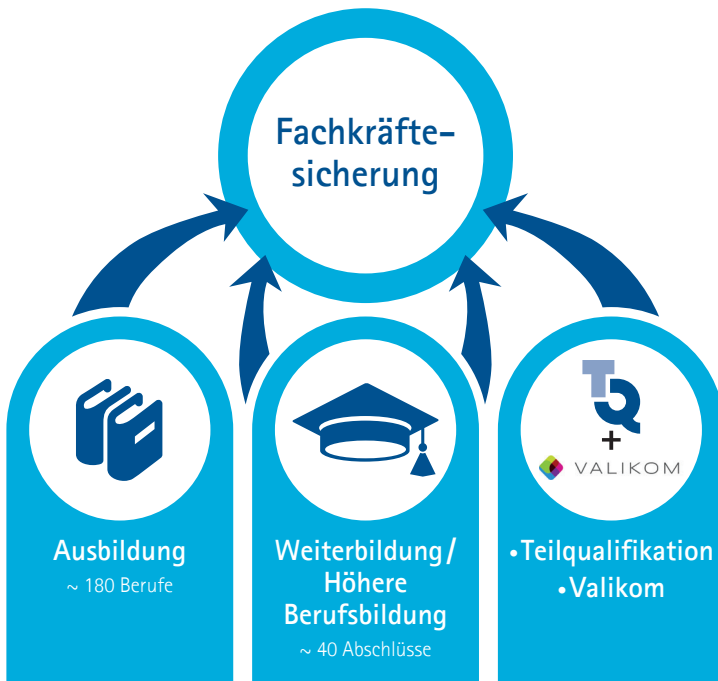 Fachkräfte-
sicherung
TQ
+
VALIKOM
Ausbildung
~ 180 Berufe
Weiterbildung/
Höhere
Berufsbildung
~ 40 Abschlüsse
•Teilqualifikation
•Valikom